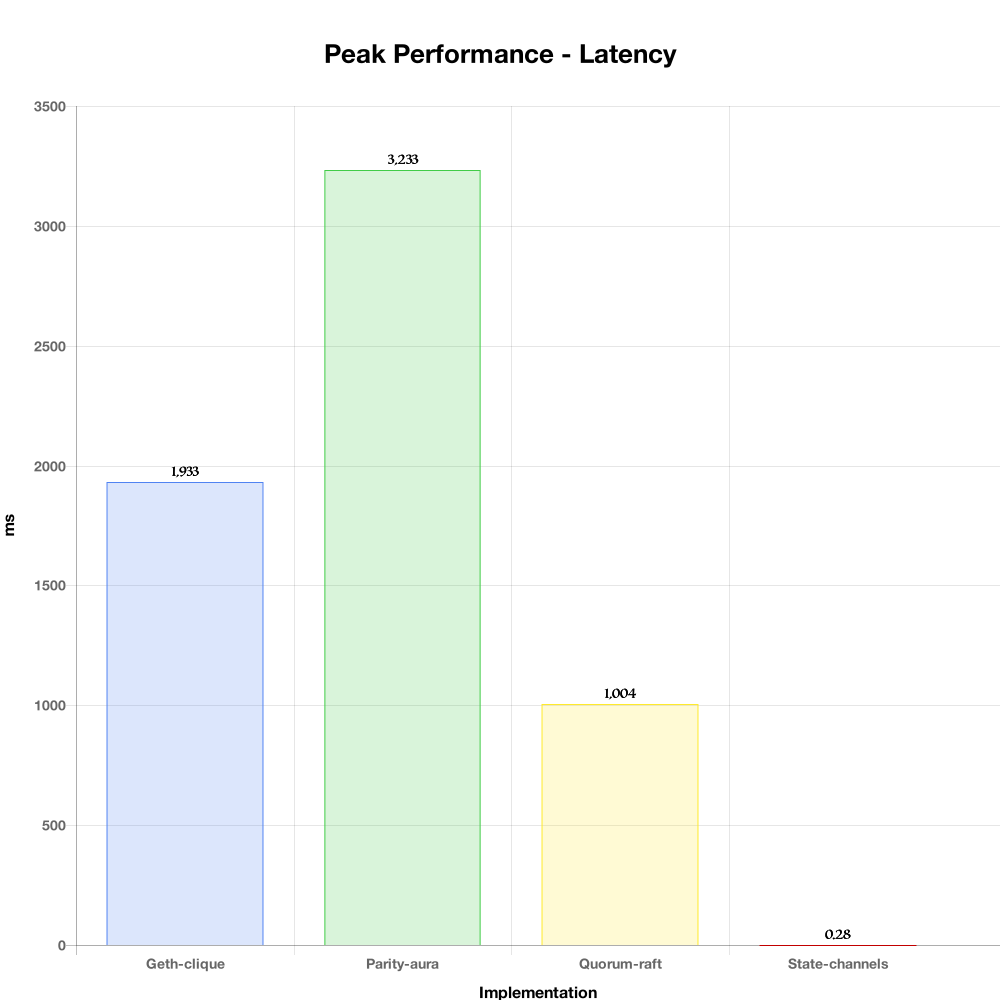 Peak Performance - Latency
3500
3000
2500
2000
1500
1000
500
0
ms
1,933
3,233
1,004
0.28
Geth-clique
Parity-aura
Quorum-raft
State-channels
Implementation